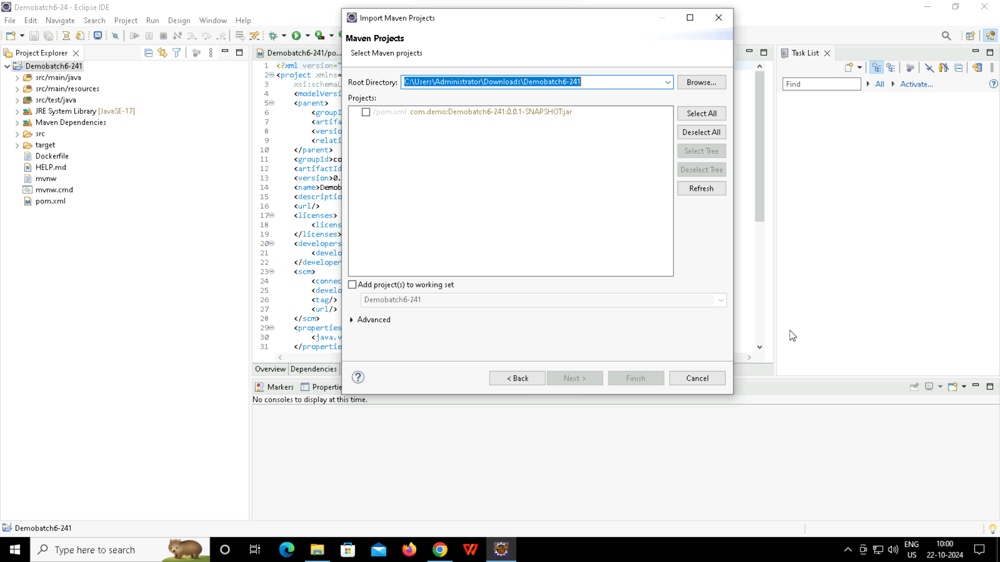 Demobatch6-24 - Eclipse IDE
File Edit Navigate Search Project Run Design Window Help
Project Explorer
Demobatch6-241
src/main/java
src/main/resources
src/test/java
JRE System Library [JavaSE-17]
Maven Dependencies
src
target
Dockerfile
HELP.md
mvnw
mvnw.cmd
pom.xml
Demobatch6-241/po...
1 <?xml version="
2 <project xmlns=
3 xsi:schemaL
4 <modelVersi
5 <parent>
6 <groupI
7 <artifa
8 <versio
9 <relati
10 </parent>
11 <groupId>co
12 <artifactId
13 <version>0.
14 <name>Demob
15 <descriptio
16 <url/>
17 <licenses>
18 <licens
19 </licenses>
20 <developers
21 <develo
22 </developer
23 <scm>
24 <connec
25 <develo
26 <tag/>
27 <url/>
28 </scm>
29 <properties
30 <java.v
31 </propertie
Overview Dependencies
Import Maven Projects
Maven Projects
Select Maven projects
Root Directory: C:\Users\Administrator\Downloads\Demobatch6-241 Browse...
Projects:
/pom.xml com.demo:Demobatch6-241:0.0.1-SNAPSHOT:jar
Select All
Deselect All
Select Tree
Deselect Tree
Refresh
Add project(s) to working set
Demobatch6-241
Advanced
? < Back Next > Finish Cancel
Task List
Find All Activate...
?
Markers Propertie
No consoles to display at this time.
Demobatch6-241
Type here to search
ENG
US
10:00
22-10-2024